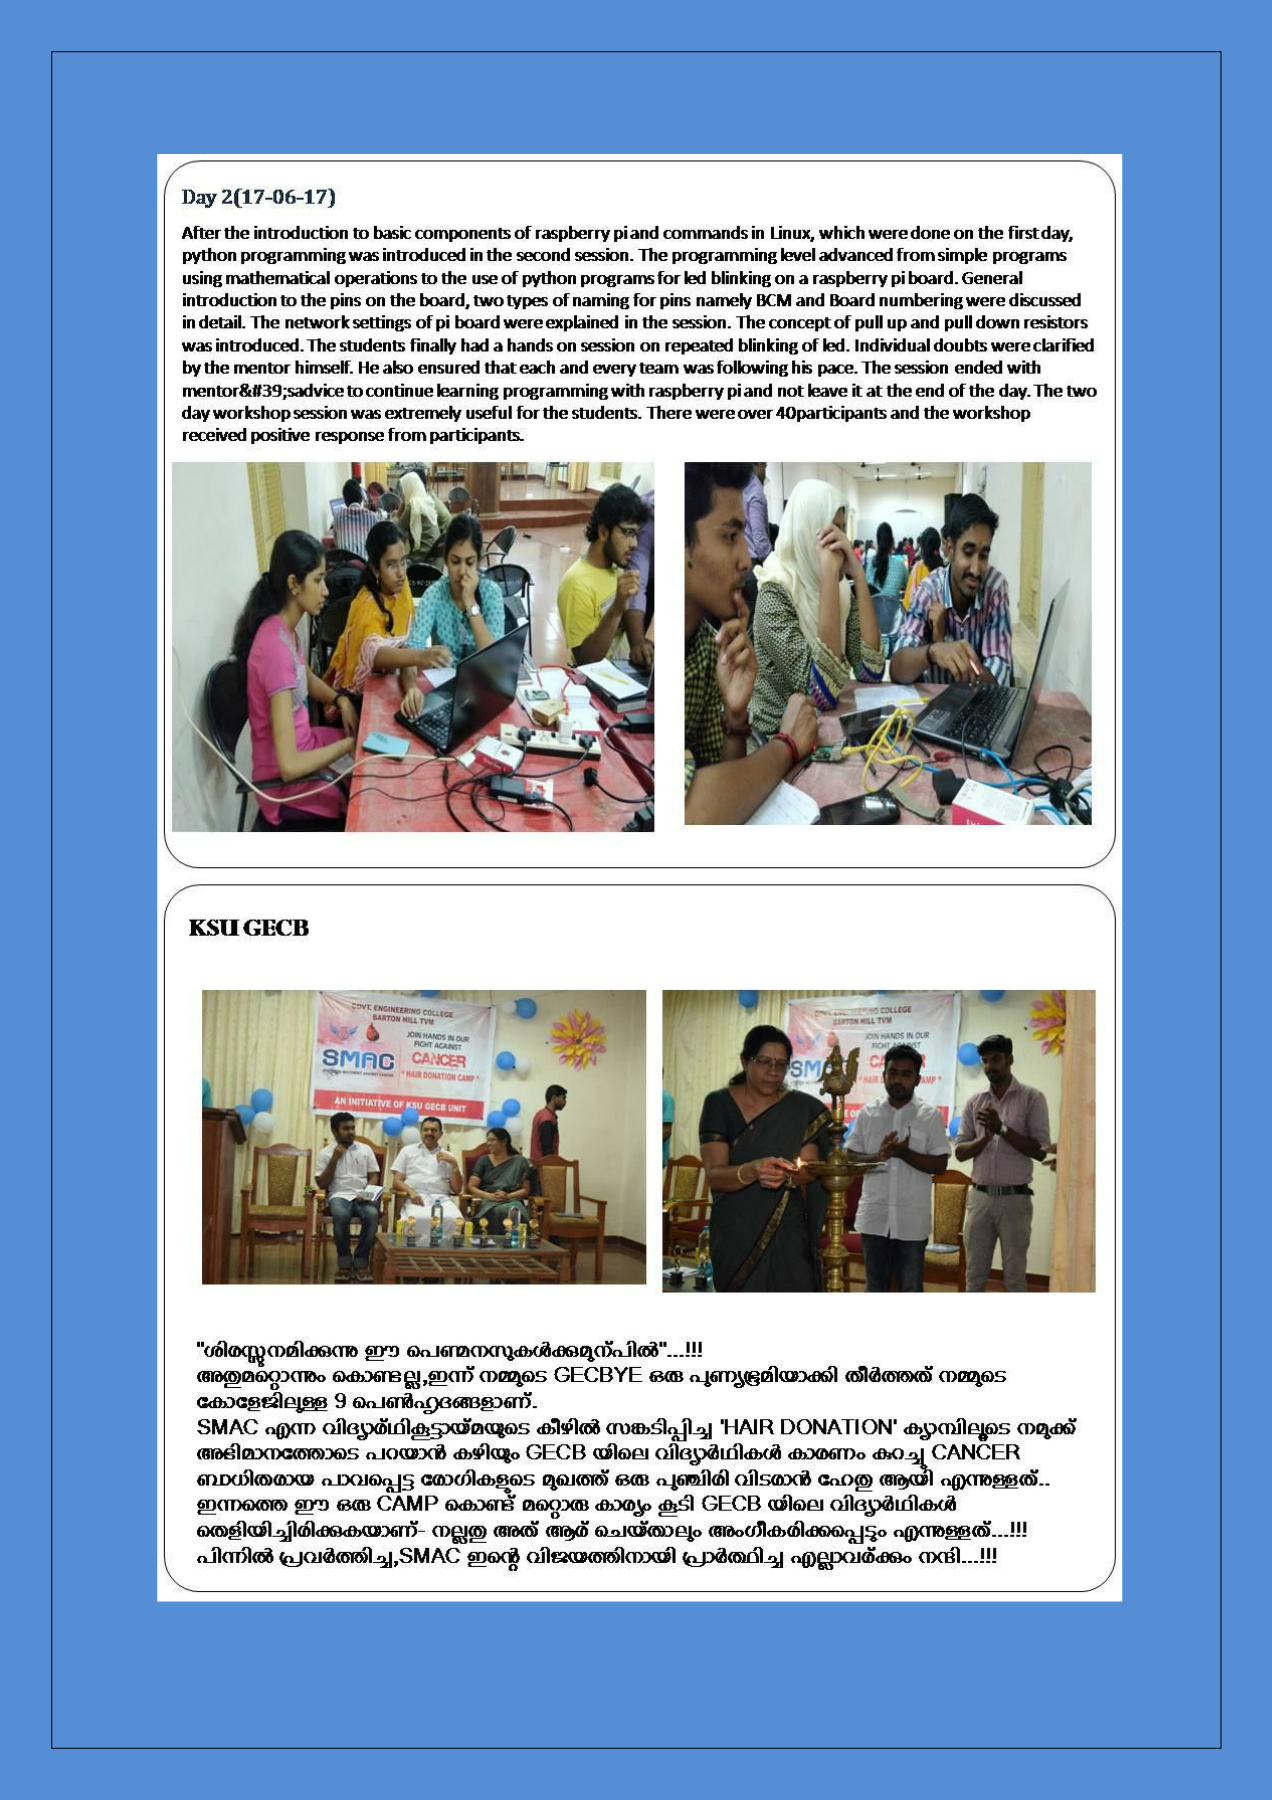 Day 2(17-06-17)
After the introduction to basic components of raspberry pi and commands in Linux, which were done on the first day,
python programming was introduced in the second session. The programming level advanced from simple programs
using mathematical operations to the use of python programs for led blinking on a raspberry pi board. General
introduction to the pins on the board, two types of naming for pins namely BCM and Board numbering were discussed
in detail. The network settings of pi board were explained in the session. The concept of pull up and pull down resistors
was introduced. The students finally had a hands on session on repeated blinking of led. Individual doubts were clarified
by the mentor himself. He also ensured that each and every team was following his pace. The session ended with
mentor&#39;sadvice to continue learning programming with raspberry pi and not leave it at the end of the day. The two
day workshop session was extremely useful for the students. There were over 40participants and the workshop
received positive response from participants.
KSU GECB
GOVT. ENGINEERING COLLEGE
BARTON HILL TVM
JOIN HANDS IN OUR
FIGHT AGAINST
SMAC CANCER
" HAIR DONATION CAMP "
AN INITIATIVE OF KSU GECB UNIT
ENGINEERING COLLEGE
BARTON HILL TVM
JOIN HANDS IN OUR
"ശിരസ്സുനമിക്കുന്നു ഈ പെണ്മനസുകൾക്കുമുന്പിൽ"...!!!
അതുമറ്റൊന്നും കൊണ്ടല്ല,ഇന്ന് നമ്മുടെ GECBYE ഒരു പുണ്യഭൂമിയാക്കി തീർത്തത് നമ്മുടെ
കോളേജിലുള്ള 9 പെൺഹൃദങ്ങളാണ്.
SMAC എന്ന വിദ്യാര്ഥികൂട്ടായ്മയുടെ കീഴിൽ സങ്കടിപ്പിച്ച 'HAIR DONATION' ക്യാമ്പിലൂടെ നമുക്ക്
അഭിമാനത്തോടെ പറയാൻ കഴിയും GECB യിലെ വിദ്യാർഥികൾ കാരണം കുറച്ചു CANCER
ബാധിതരായ പാവപ്പെട്ട രോഗികളുടെ മുഖത്ത് ഒരു പുഞ്ചിരി വിടരാൻ ഹേതു ആയി എന്നുള്ളത്..
ഇന്നത്തെ ഈ ഒരു CAMP കൊണ്ട് മറ്റൊരു കാര്യം കൂടി GECB യിലെ വിദ്യാർഥികൾ
തെളിയിച്ചിരിക്കുകയാണ്- നല്ലതു അത് ആര് ചെയ്താലും അംഗീകരിക്കപ്പെട്ടും എന്നുള്ളത്...!!!
പിന്നിൽ പ്രവർത്തിച്ച,SMAC ഇന്റെ വിജയത്തിനായി പ്രാർത്ഥിച്ച എല്ലാവര്ക്കും നന്ദി...!!!